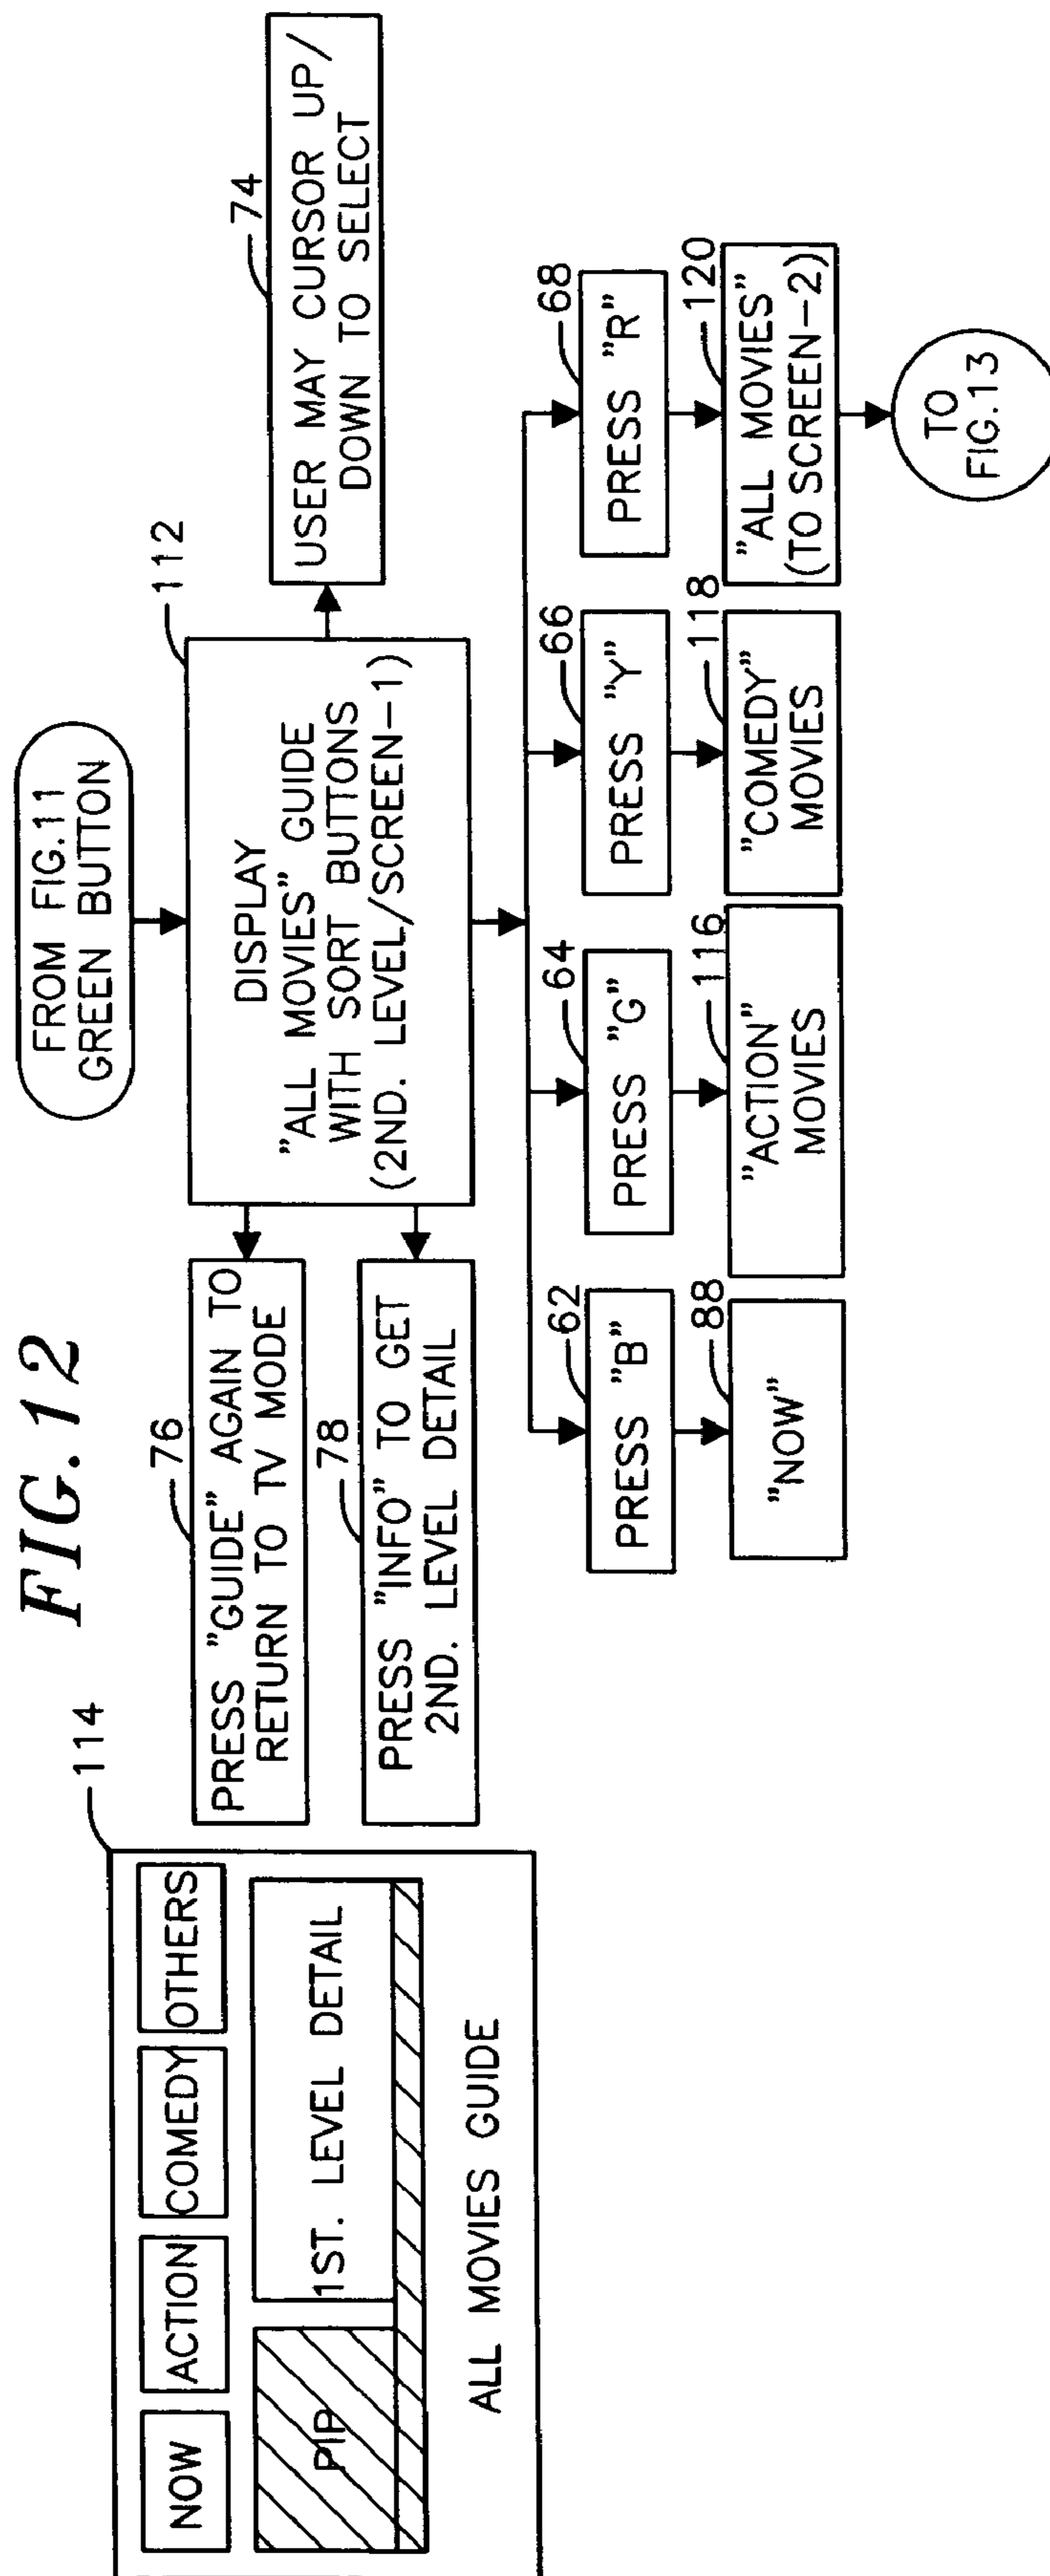 FIG.12
114
NOW
ACTION
COMEDY
OTHERS
PIP
1ST. LEVEL DETAIL
ALL MOVIES GUIDE
FROM FIG.11
GREEN BUTTON
112
DISPLAY
"ALL MOVIES" GUIDE
WITH SORT BUTTONS
(2ND. LEVEL/SCREEN-1)
76
PRESS "GUIDE" AGAIN TO
RETURN TO TV MODE
78
PRESS "INFO" TO GET
2ND. LEVEL DETAIL
74
USER MAY CURSOR UP/
DOWN TO SELECT
62
PRESS "B"
88
"NOW"
64
PRESS "G"
116
"ACTION"
MOVIES
66
PRESS "Y"
118
"COMEDY"
MOVIES
68
PRESS "R"
120
"ALL MOVIES"
(TO SCREEN-2)
TO
FIG.13